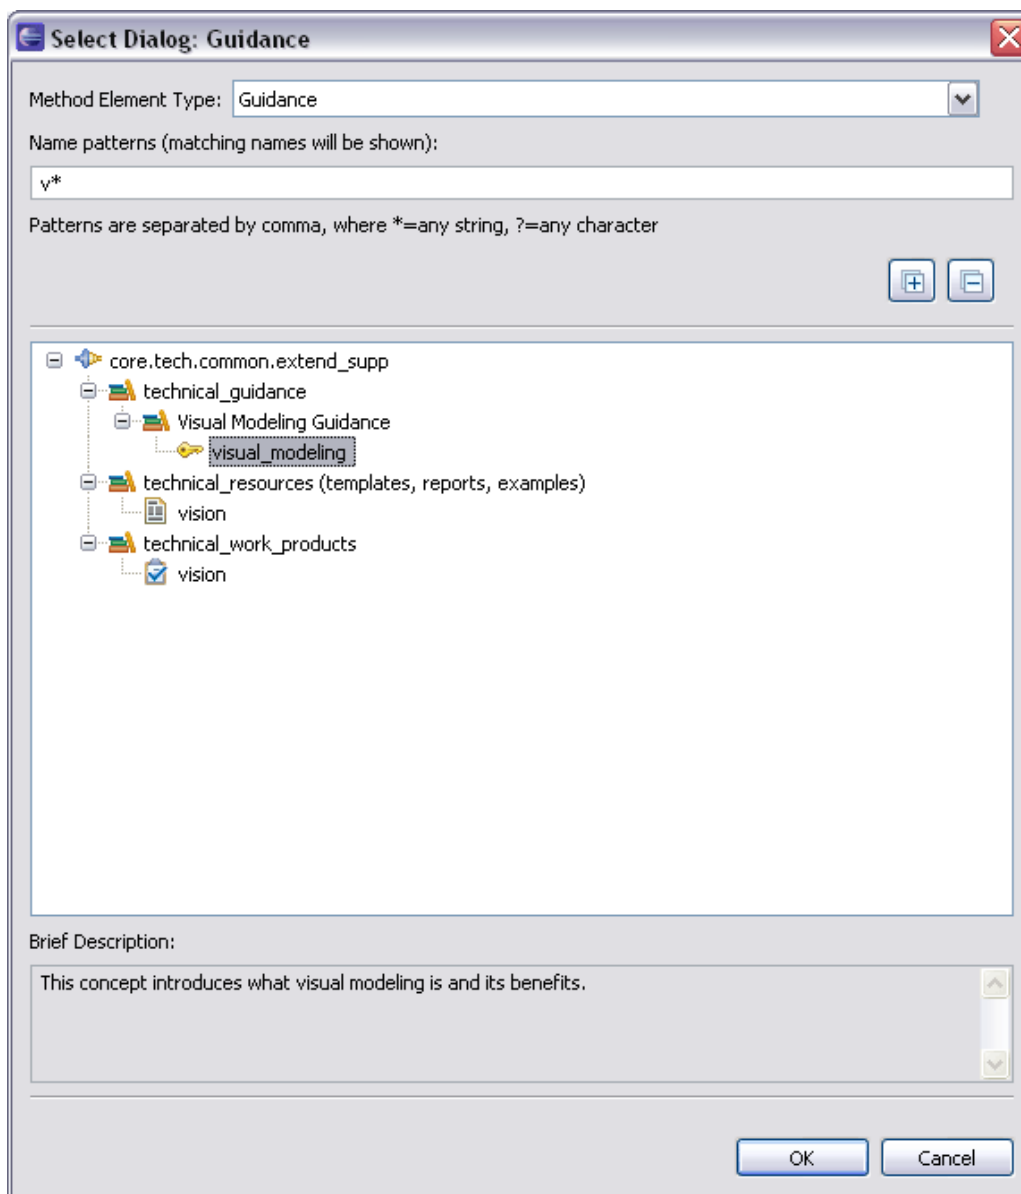 Select Dialog: Guidance
Method Element Type: Guidance
Name patterns (matching names will be shown):
v*
Patterns are separated by comma, where *=any string, ?=any character
core.tech.common.extend_supp
technical_guidance
Visual Modeling Guidance
visual_modeling
technical_resources (templates, reports, examples)
vision
technical_work_products
vision
Brief Description:
This concept introduces what visual modeling is and its benefits.
OK Cancel